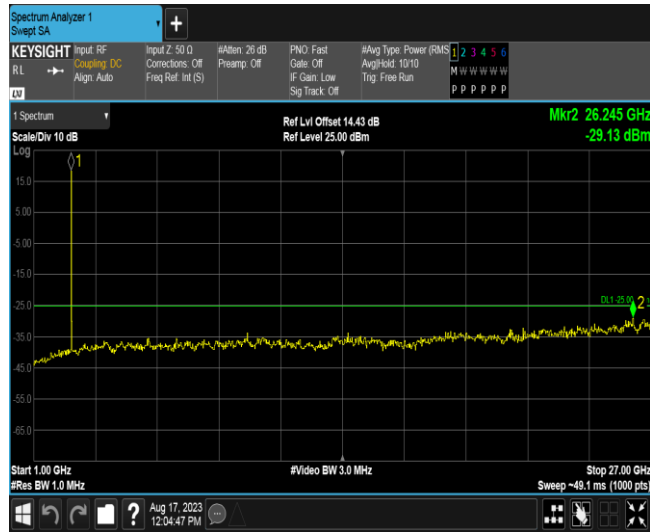 Spectrum Analyzer 1
Swept SA
+
KEYSIGHT
RL
LXI
Input: RF
Coupling: DC
Align: Auto
Input Z: 50 Ω
Corrections: Off
Freq Ref: Int (S)
#Atten: 26 dB
Preamp: Off
PNO: Fast
Gate: Off
IF Gain: Low
Sig Track: Off
#Avg Type: Power (RMS
Avg|Hold: 10/10
Trig: Free Run
1 2 3 4 5 6
M W W W W W
P P P P P P
1 Spectrum
Scale/Div 10 dB
Log
Ref Lvl Offset 14.43 dB
Ref Level 25.00 dBm
Mkr2 26.245 GHz
-29.13 dBm
1
15.0
5.00
-5.00
-15.0
-25.0
-35.0
-45.0
-55.0
-65.0
DL1 -25.00
2
Start 1.00 GHz
#Res BW 1.0 MHz
#Video BW 3.0 MHz
Stop 27.00 GHz
Sweep ~49.1 ms (1000 pts)
?
Aug 17, 2023
12:04:47 PM